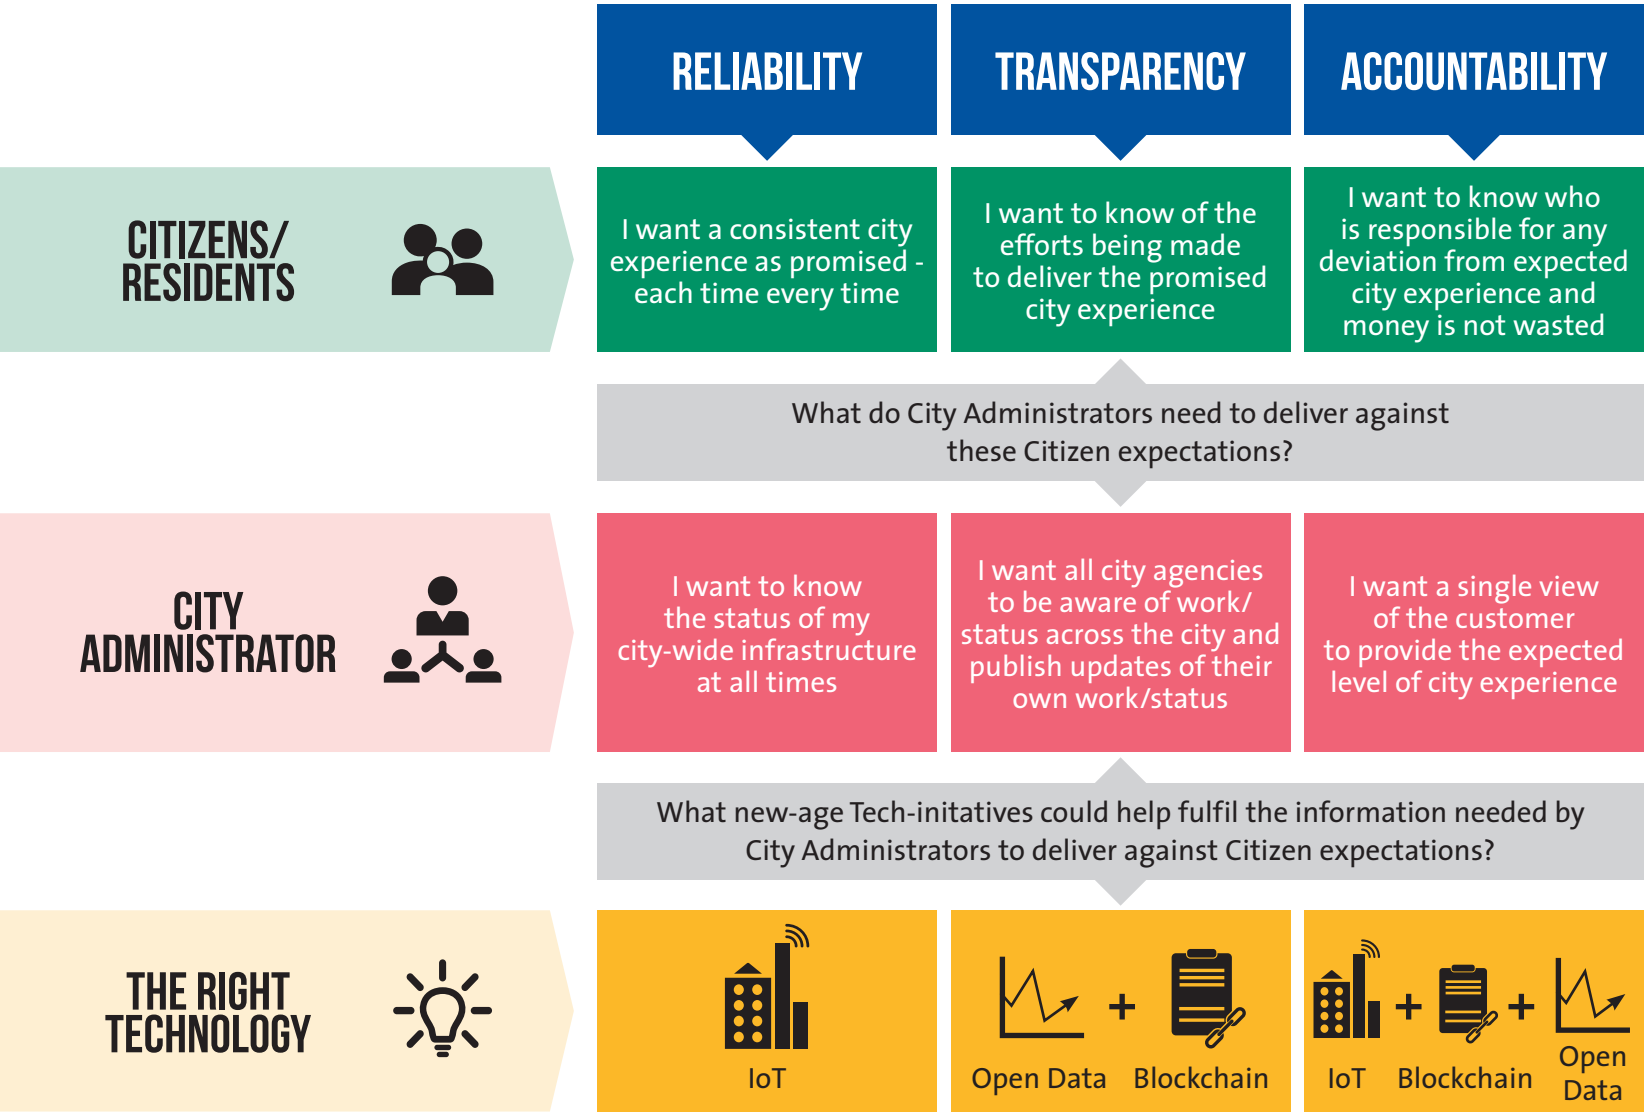 RELIABILITY
TRANSPARENCY
ACCOUNTABILITY
CITIZENS/
RESIDENTS
I want a consistent city
experience as promised -
each time every time
I want to know of the
efforts being made
to deliver the promised
city experience
I want to know who
is responsible for any
deviation from expected
city experience and
money is not wasted
What do City Administrators need to deliver against
these Citizen expectations?
CITY
ADMINISTRATOR
I want to know
the status of my
city-wide infrastructure
at all times
I want all city agencies
to be aware of work/
status across the city and
publish updates of their
own work/status
I want a single view
of the customer
to provide the expected
level of city experience
What new-age Tech-initatives could help fulfil the information needed by
City Administrators to deliver against Citizen expectations?
THE RIGHT
TECHNOLOGY
IoT
+
Open Data
Blockchain
+
+
IoT
Blockchain
Open
Data